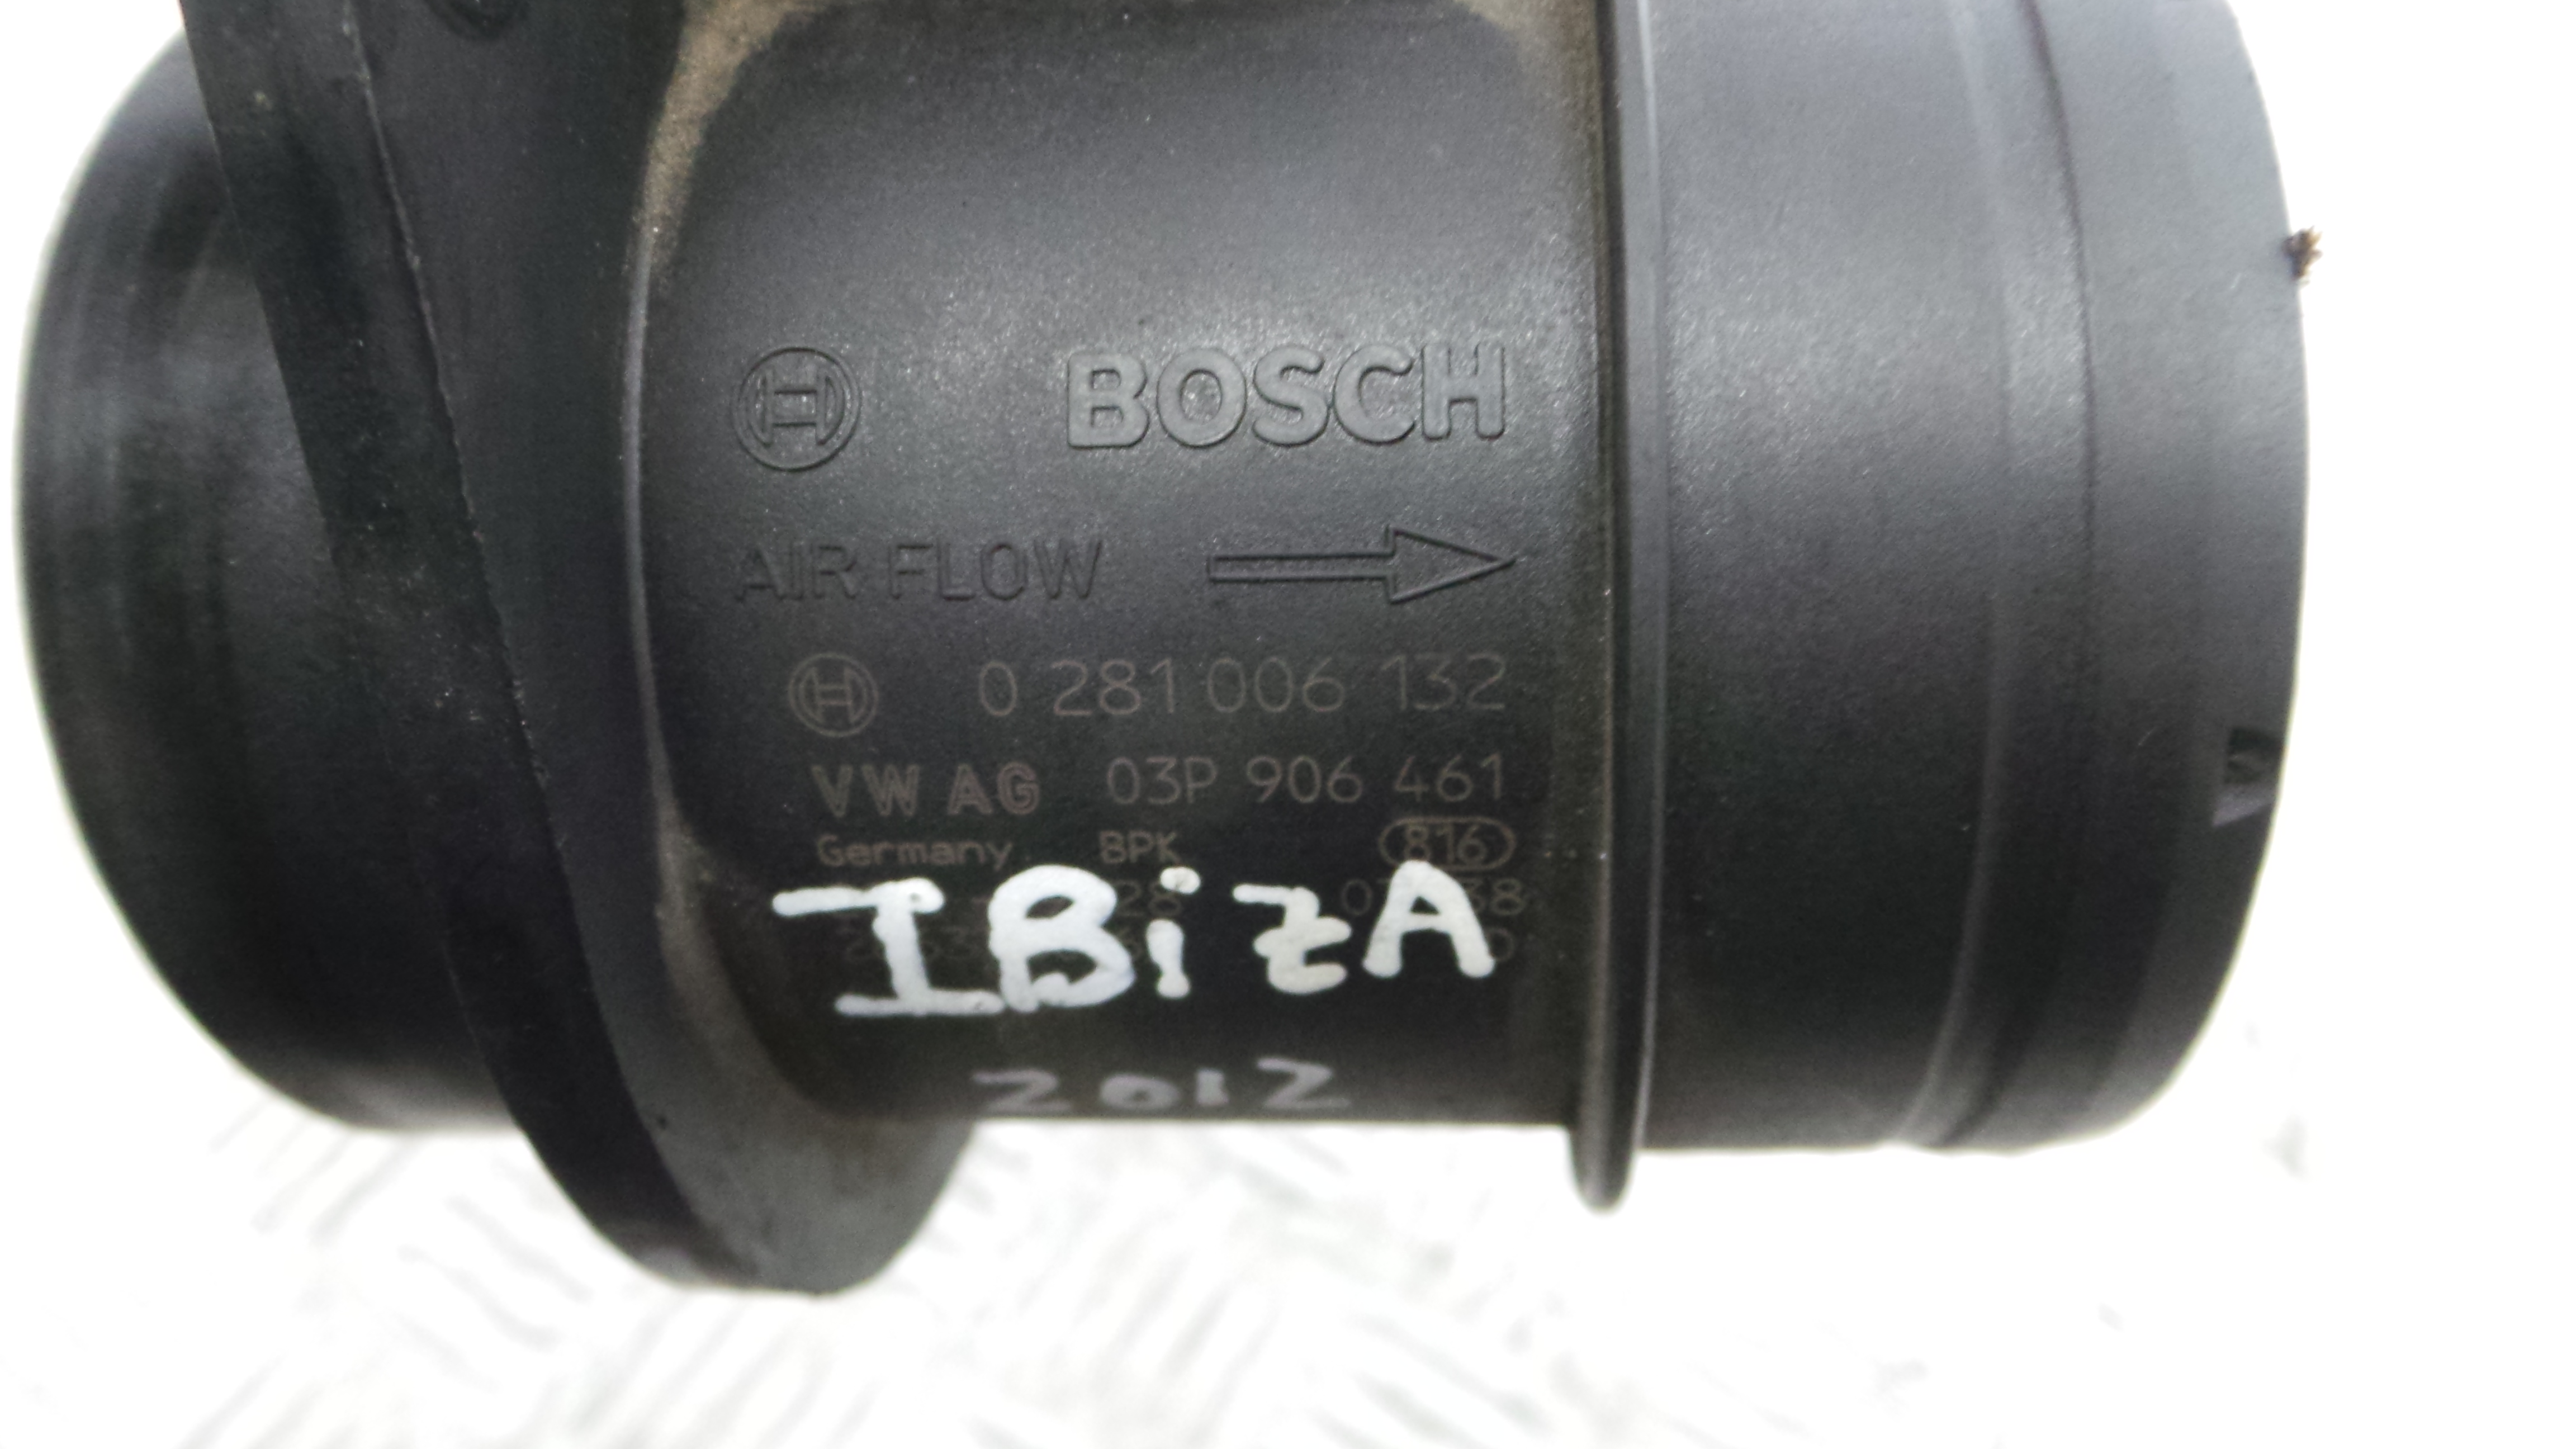 BOSCH
AIR FLOW
0 281 006 132
VW AG 03P 906 461
Germany BPK 816
IBizA
2012